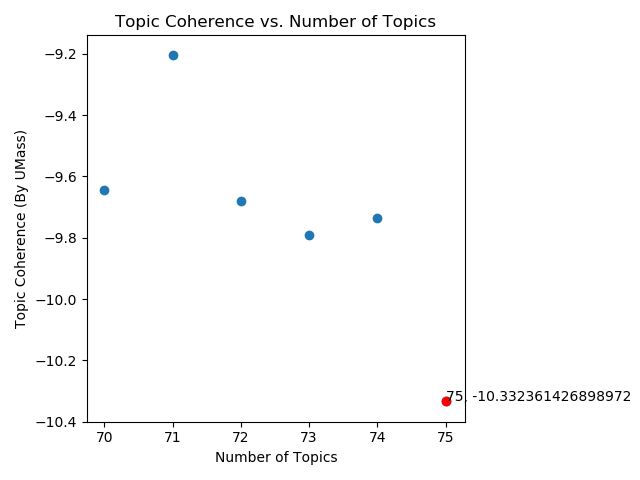 Topic Coherence vs. Number of Topics
Topic Coherence (By UMass)
−9.2
−9.4
−9.6
−9.8
−10.0
−10.2
−10.4
75, -10.332361426898972
70 71 72 73 74 75
Number of Topics